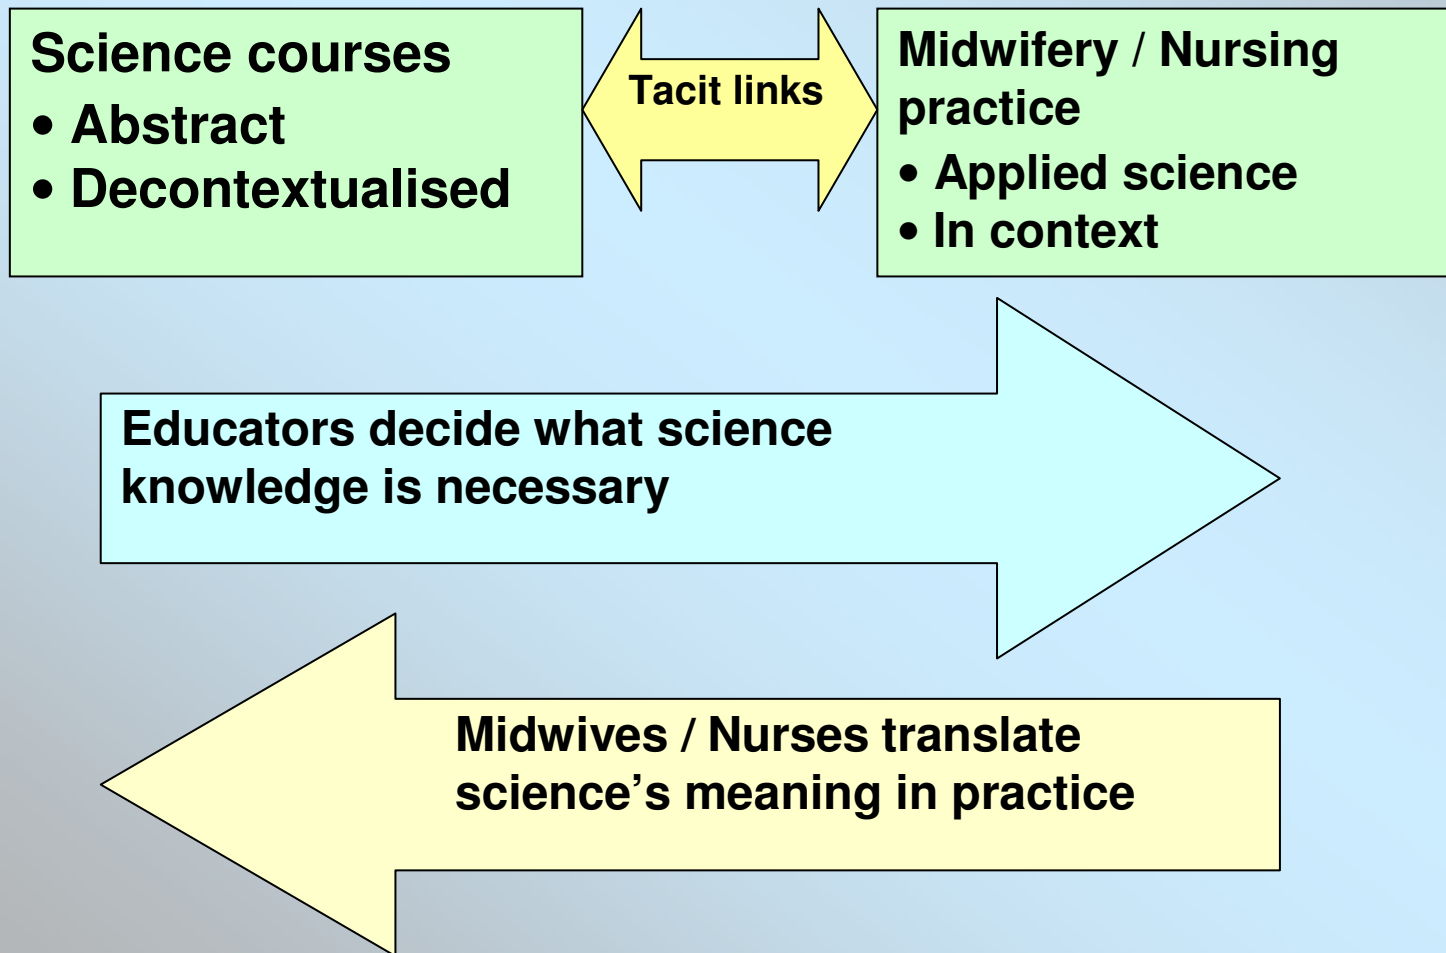 Science courses
• Abstract
• Decontextualised
Tacit links
Midwifery / Nursing
practice
• Applied science
• In context
Educators decide what science
knowledge is necessary
Midwives / Nurses translate
science’s meaning in practice